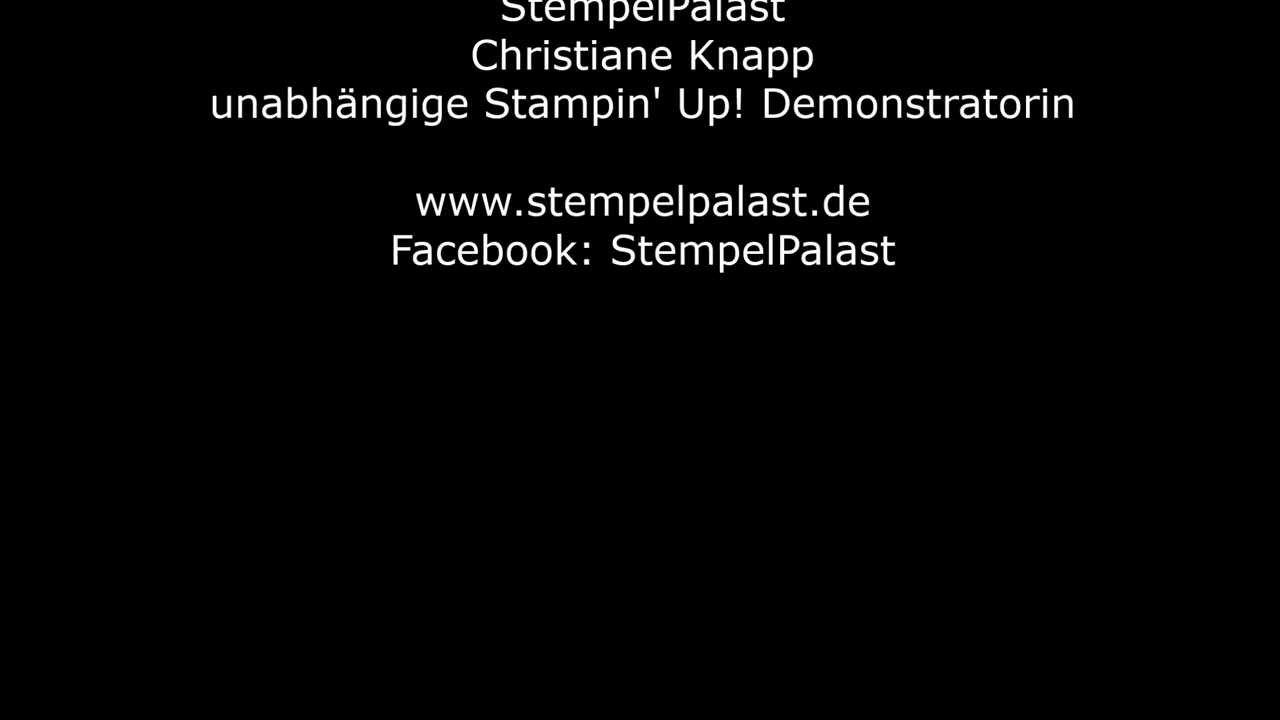 StempelPalast
Christiane Knapp
unabhängige Stampin' Up! Demonstratorin
www.stempelpalast.de
Facebook: StempelPalast